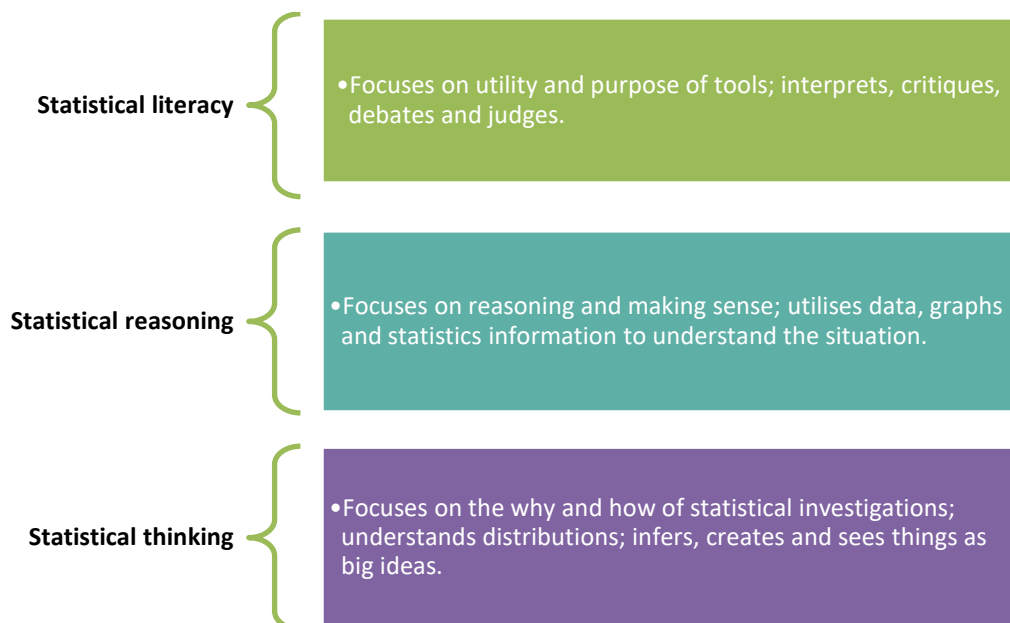 Statistical literacy
•Focuses on utility and purpose of tools; interprets, critiques,
debates and judges.
Statistical reasoning
•Focuses on reasoning and making sense; utilises data, graphs
and statistics information to understand the situation.
Statistical thinking
•Focuses on the why and how of statistical investigations;
understands distributions; infers, creates and sees things as
big ideas.